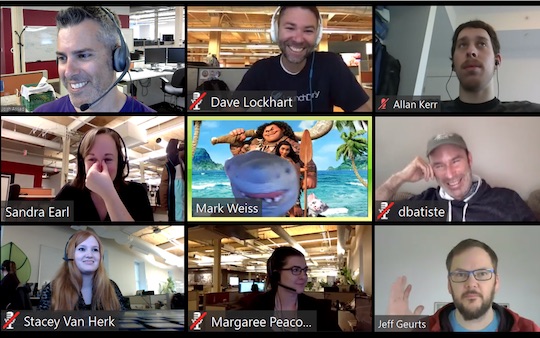 Dave Lockhart
Allan Kerr
Sandra Earl
Mark Weiss
dbatiste
Stacey Van Herk
Margaree Peaco...
Jeff Geurts